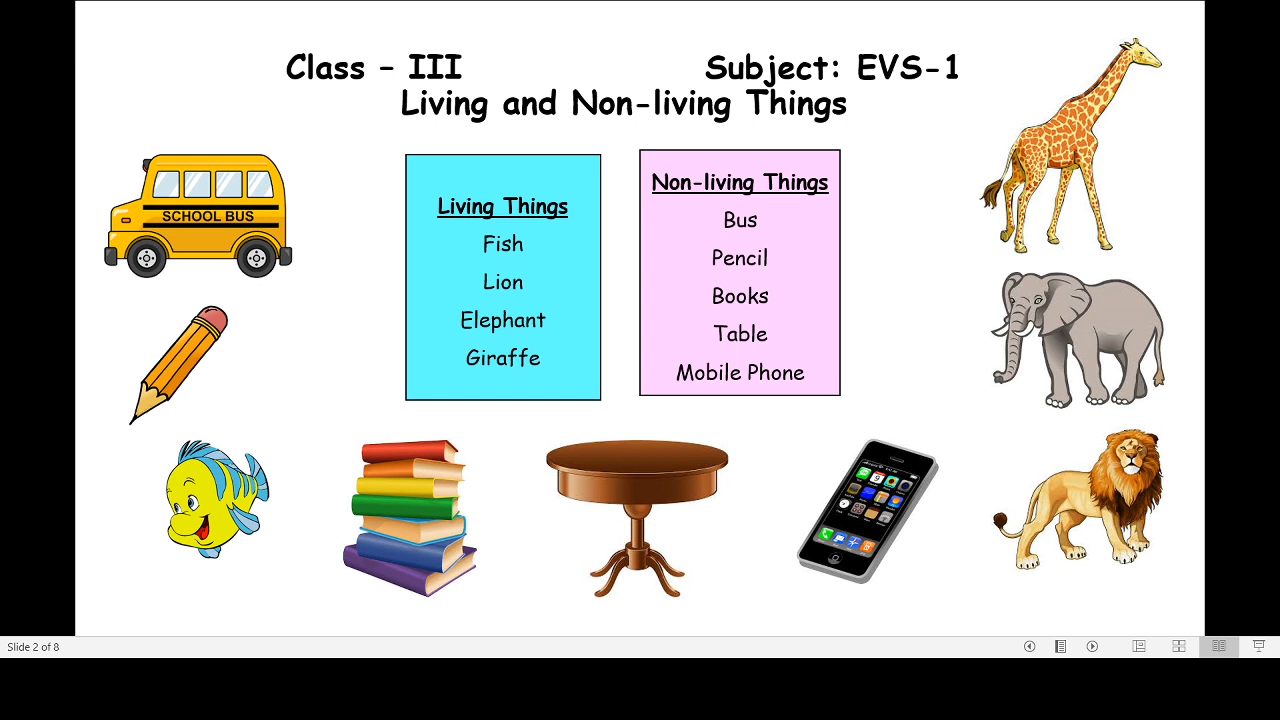 Class – III Subject: EVS-1
Living and Non-living Things
SCHOOL BUS
Living Things
Fish
Lion
Elephant
Giraffe
Non-living Things
Bus
Pencil
Books
Table
Mobile Phone
Slide 2 of 8